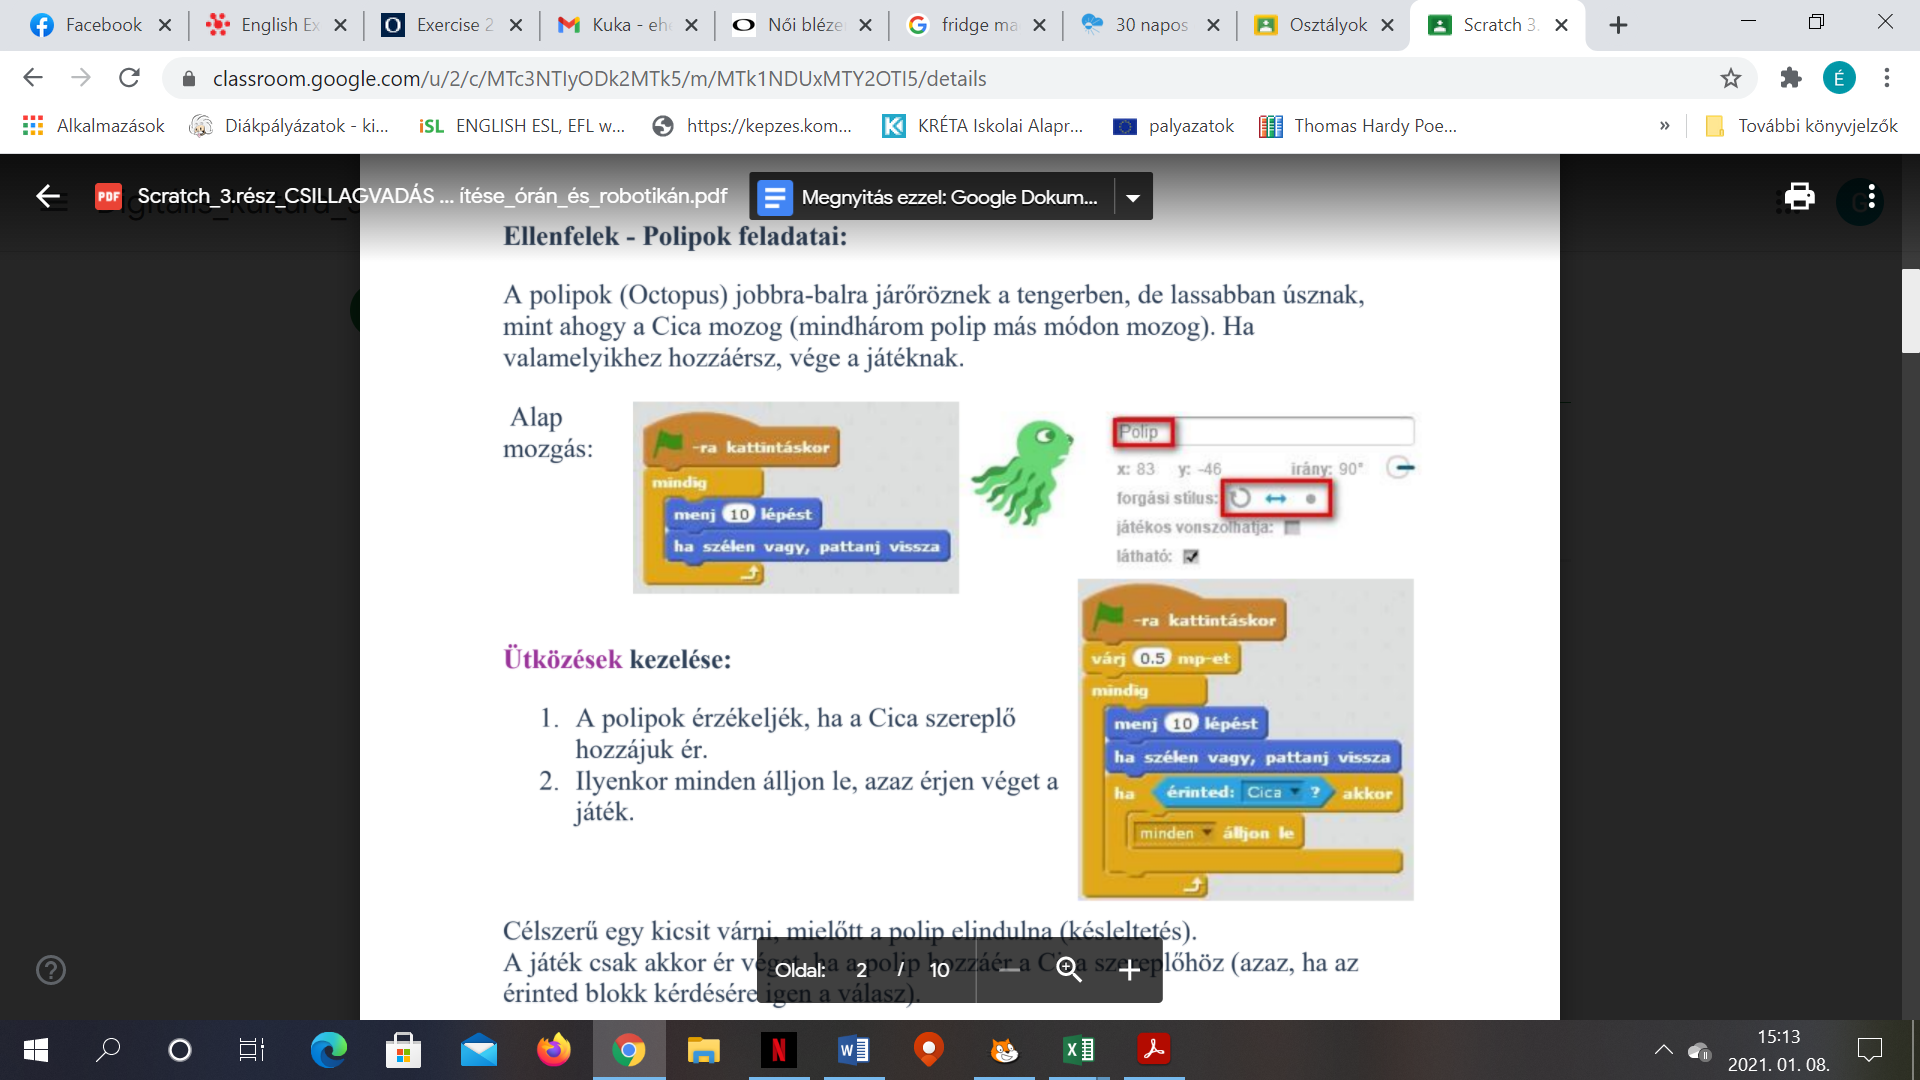 Facebook
English Ex
Exercise 2
Kuka - eh
Női bléze
fridge ma
30 napos
Osztályok
Scratch 3.
classroom.google.com/u/2/c/MTc3NTIyODk2MTk5/m/MTk1NDUxMTY2OTI5/details
É
Alkalmazások
Diákpályázatok - ki...
iSL ENGLISH ESL, EFL w...
https://kepzes.kom...
KRÉTA Iskolai Alapr...
palyazatok
Thomas Hardy Poe...
»
További könyvjelzők
PDF Scratch_3.rész_CSILLAGVADÁS ... ítése_órán_és_robotikán.pdf
Megnyitás ezzel: Google Dokum...
Ellenfelek - Polipok feladatai:
A polipok (Octopus) jobbra-balra járőröznek a tengerben, de lassabban úsznak,
mint ahogy a Cica mozog (mindhárom polip más módon mozog). Ha
valamelyikhez hozzáérsz, vége a játéknak.
Alap
mozgás:
-ra kattintáskor
mindig
menj 10 lépést
ha szélen vagy, pattanj vissza
Polip
x: 83 y: -46 irány: 90°
forgási stílus:
játékos vonszolhatja:
látható:
Ütközések kezelése:
1. A polipok érzékeljék, ha a Cica szereplő
hozzájuk ér.
2. Ilyenkor minden álljon le, azaz érjen véget a
játék.
-ra kattintáskor
várj 0.5 mp-et
mindig
menj 10 lépést
ha szélen vagy, pattanj vissza
ha érinted: Cica ? akkor
minden álljon le
Célszerű egy kicsit várni, mielőtt a polip elindulna (késleltetés).
A játék csak akkor ér véget, ha a polip hozzáér a Cica szereplőhöz (azaz, ha az
érinted blokk kérdésére igen a válasz).
Oldal: 2 / 10
15:13
2021. 01. 08.